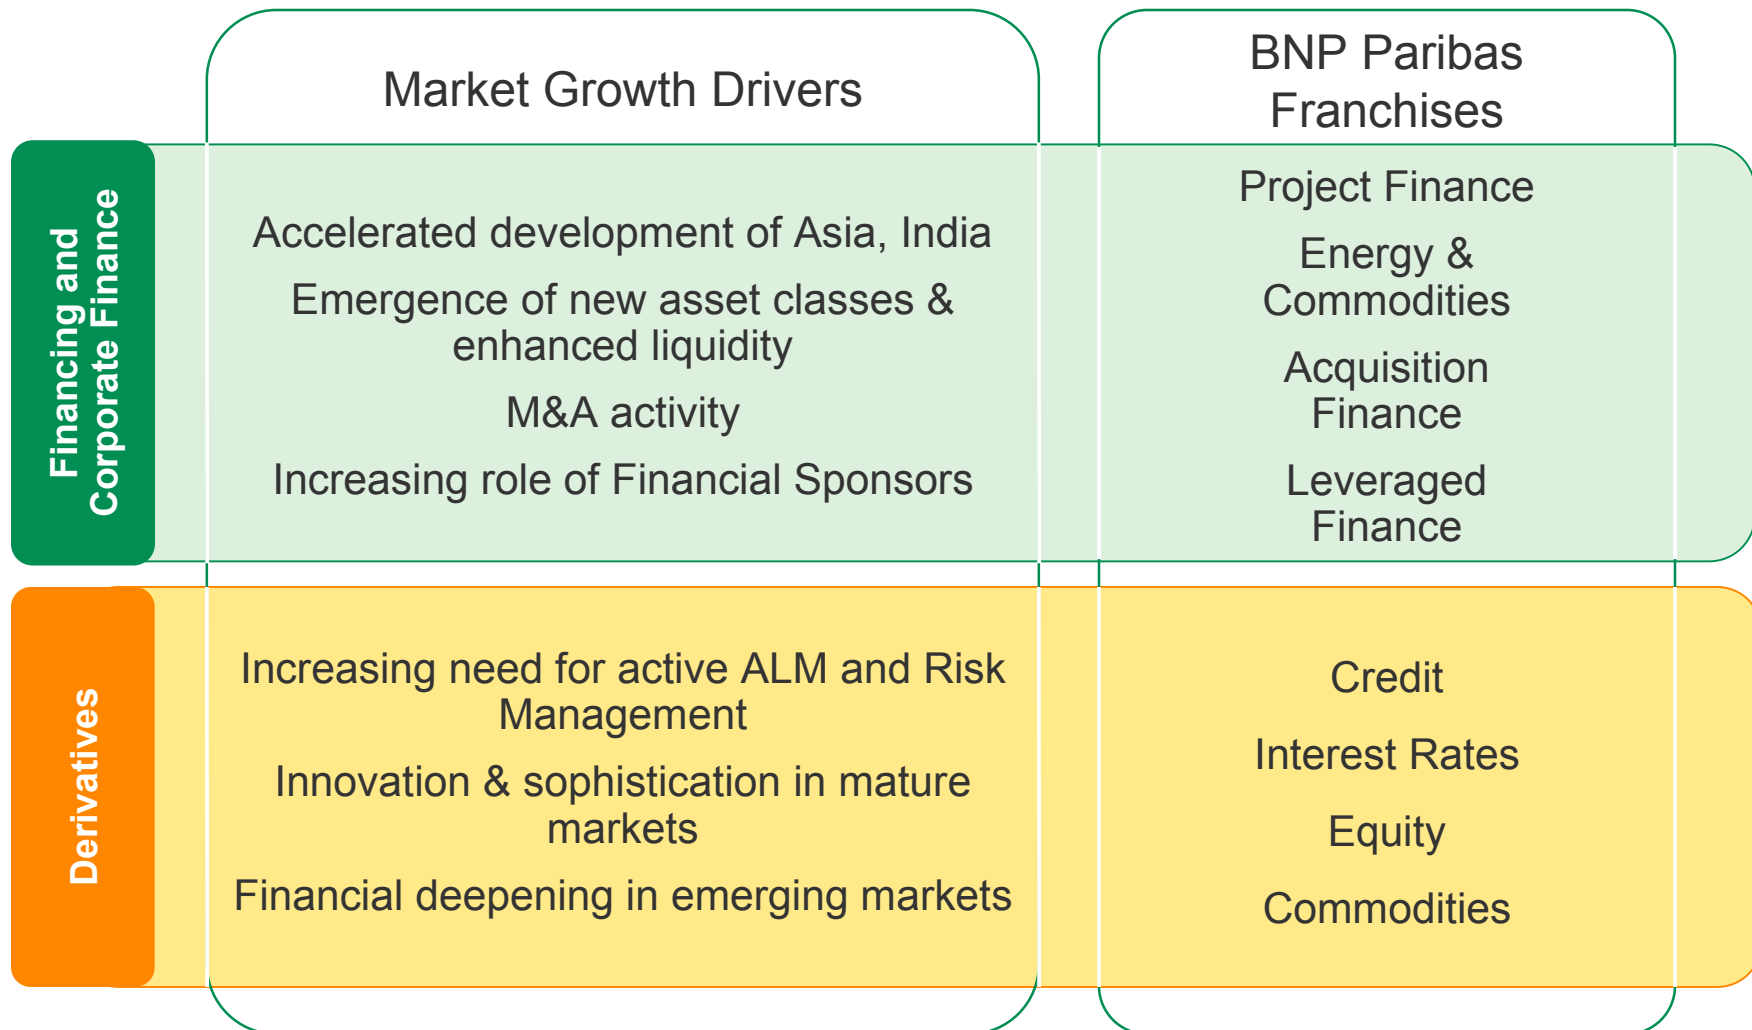 Market Growth Drivers
BNP Paribas
Franchises
Financing and
Corporate Finance
Accelerated development of Asia, India
Emergence of new asset classes &
enhanced liquidity
M&A activity
Increasing role of Financial Sponsors
Project Finance
Energy &
Commodities
Acquisition
Finance
Leveraged
Finance
Derivatives
Increasing need for active ALM and Risk
Management
Innovation & sophistication in mature
markets
Financial deepening in emerging markets
Credit
Interest Rates
Equity
Commodities